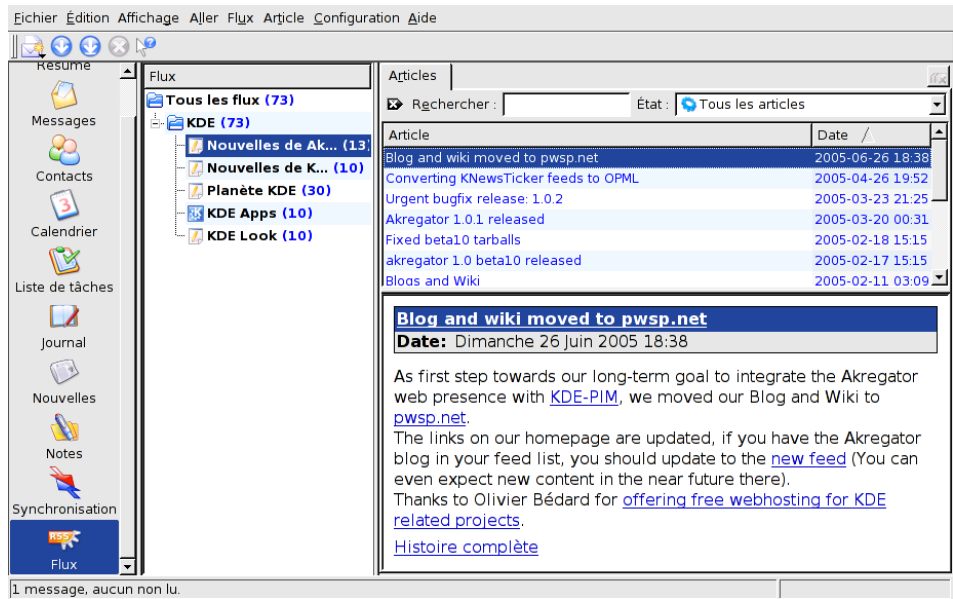 Fichier Édition Affichage Aller Flux Article Configuration Aide
Résumé
Messages
Contacts
Calendrier
Liste de tâches
Journal
Nouvelles
Notes
Synchronisation
RSS
Flux
Flux
Tous les flux (73)
KDE (73)
Nouvelles de Ak... (13)
Nouvelles de K... (10)
Planète KDE (30)
KDE Apps (10)
KDE Look (10)
Articles
Rechercher :
État : Tous les articles
Article Date
Blog and wiki moved to pwsp.net 2005-06-26 18:38
Converting KNewsTicker feeds to OPML 2005-04-26 19:52
Urgent bugfix release: 1.0.2 2005-03-23 21:25
Akregator 1.0.1 released 2005-03-20 00:31
Fixed beta10 tarballs 2005-02-18 15:15
akregator 1.0 beta10 released 2005-02-17 15:15
Blogs and Wiki 2005-02-11 03:09
Blog and wiki moved to pwsp.net
Date: Dimanche 26 Juin 2005 18:38
As first step towards our long-term goal to integrate the Akregator
web presence with KDE-PIM, we moved our Blog and Wiki to
pwsp.net.
The links on our homepage are updated, if you have the Akregator
blog in your feed list, you should update to the new feed (You can
even expect new content in the near future there).
Thanks to Olivier Bédard for offering free webhosting for KDE
related projects.
Histoire complète
1 message, aucun non lu.